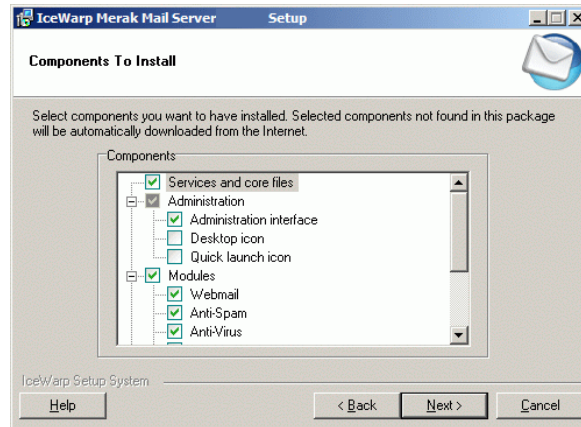 IceWarp Merak Mail Server Setup
Components To Install
Select components you want to have installed. Selected components not found in this package
will be automatically downloaded from the Internet.
Components
Services and core files
Administration
Administration interface
Desktop icon
Quick launch icon
Modules
Webmail
Anti-Spam
Anti-Virus
IceWarp Setup System
Help
< Back
Next >
Cancel